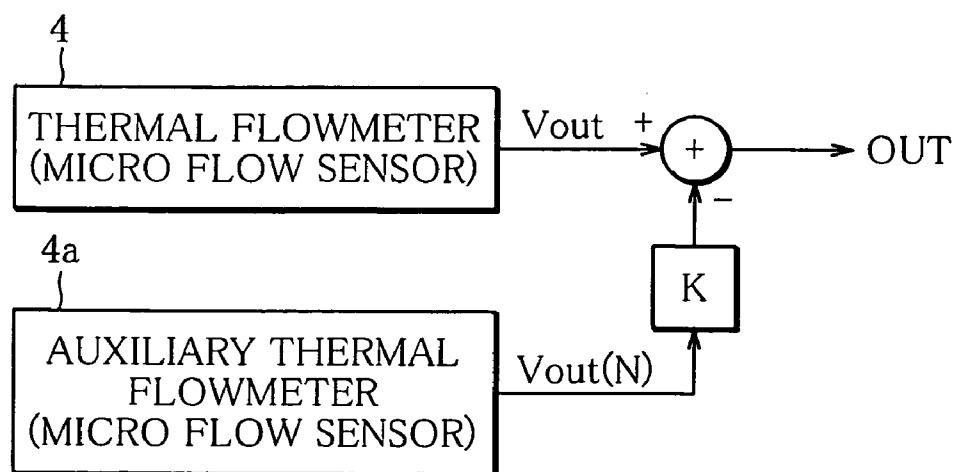 4
THERMAL FLOWMETER
(MICRO FLOW SENSOR)
Vout +
+
OUT
−
K
4a
AUXILIARY THERMAL
FLOWMETER
(MICRO FLOW SENSOR)
Vout(N)